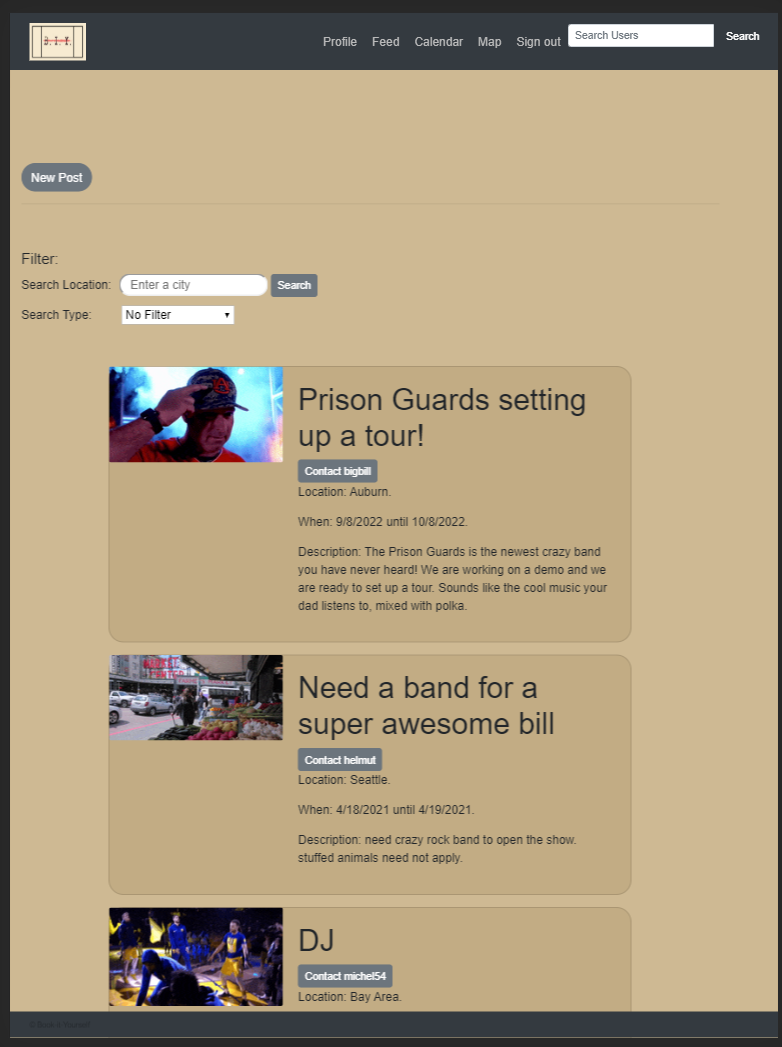 B.I.Y.
Profile Feed Calendar Map Sign out Search Users Search
New Post
Filter:
Search Location: Enter a city Search
Search Type: No Filter
Prison Guards setting
up a tour!
Contact bigbill
Location: Auburn.
When: 9/8/2022 until 10/8/2022.
Description: The Prison Guards is the newest crazy band
you have never heard! We are working on a demo and we
are ready to set up a tour. Sounds like the cool music your
dad listens to, mixed with polka.
Need a band for a
super awesome bill
Contact helmut
Location: Seattle.
When: 4/18/2021 until 4/19/2021.
Description: need crazy rock band to open the show.
stuffed animals need not apply.
DJ
Contact michel54
Location: Bay Area.